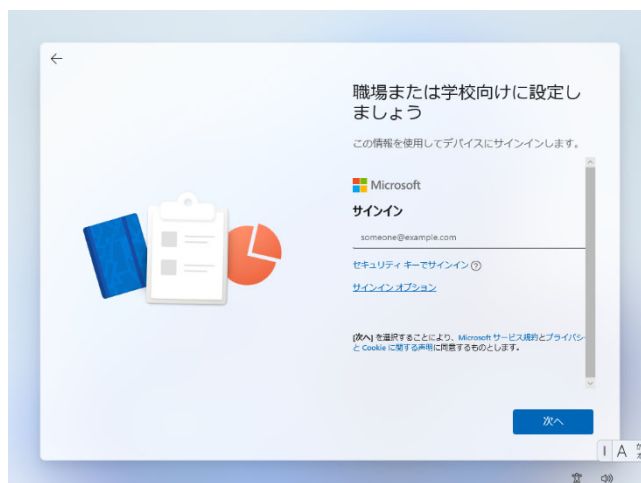 職場または学校向けに設定し
ましょう
この情報を使用してデバイスにサインインします。
Microsoft
サインイン
someone@example.com
セキュリティ キーでサインイン ?
サインイン オプション
[次へ] を選択することにより、Microsoft サービス規約とプライバシー
と Cookie に関する声明に同意するものとします。
次へ
A